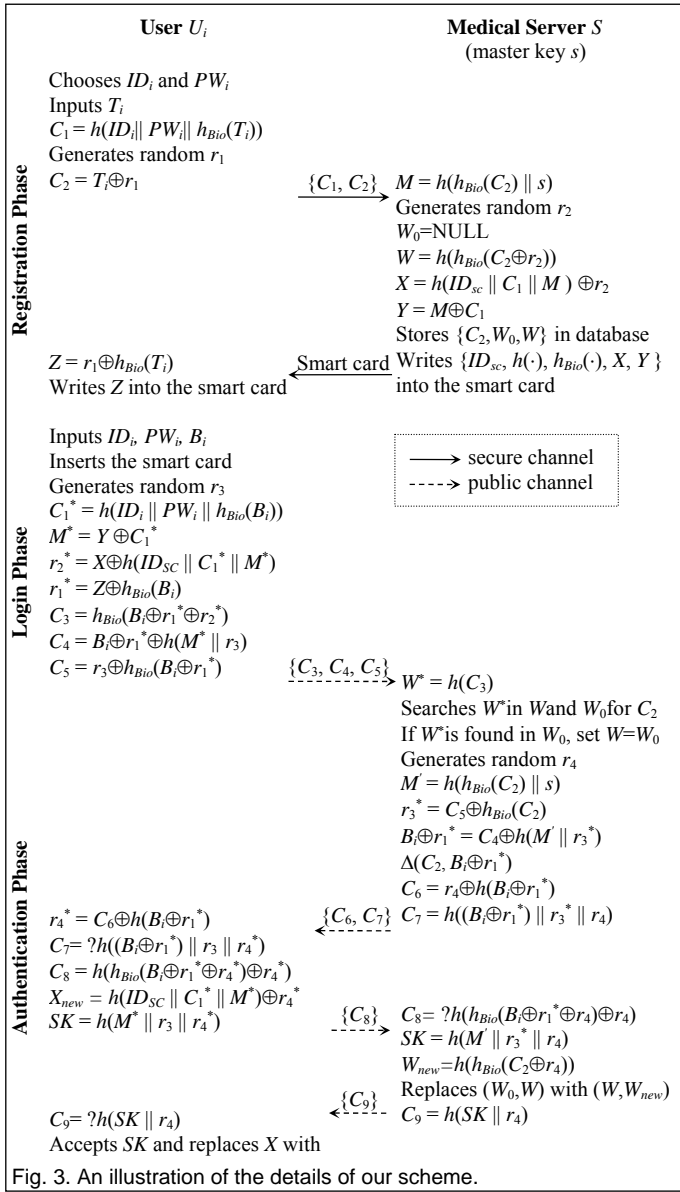 User Ui
Medical Server S
(master key s)
Registration Phase
Chooses IDi and PWi
Inputs Ti
C1 = h(IDi|| PWi|| hBio(Ti))
Generates random r1
C2 = Ti⊕r1
{C1, C2}
M = h(hBio(C2) || s)
Generates random r2
W0=NULL
W = h(hBio(C2⊕r2))
X = h(IDsc || C1 || M ) ⊕r2
Y = M⊕C1
Stores {C2,W0,W} in database
Z = r1⊕hBio(Ti)
Smart card
Writes {IDsc, h(·), hBio(·), X, Y }
Writes Z into the smart card
into the smart card
Login Phase
Inputs IDi, PWi, Bi
Inserts the smart card
Generates random r3
C1* = h(IDi || PWi || hBio(Bi))
M* = Y ⊕C1*
r2* = X⊕h(IDSC || C1* || M*)
r1* = Z⊕hBio(Bi)
C3 = hBio(Bi⊕r1*⊕r2*)
C4 = Bi⊕r1*⊕h(M* || r3)
C5 = r3⊕hBio(Bi⊕r1*)
secure channel
public channel
{C3, C4, C5}
Authentication Phase
W* = h(C3)
Searches W*in Wand W0for C2
If W*is found in W0, set W=W0
Generates random r4
M' = h(hBio(C2) || s)
r3* = C5⊕hBio(C2)
Bi⊕r1* = C4⊕h(M' || r3*)
Δ(C2, Bi⊕r1*)
C6 = r4⊕h(Bi⊕r1*)
{C6, C7}
C7 = h((Bi⊕r1*) || r3* || r4)
r4* = C6⊕h(Bi⊕r1*)
C7= ?h((Bi⊕r1*) || r3 || r4*)
C8 = h(hBio(Bi⊕r1*⊕r4*)⊕r4*)
Xnew = h(IDSC || C1* || M*)⊕r4*
SK = h(M* || r3 || r4*)
{C8}
C8= ?h(hBio(Bi⊕r1*⊕r4)⊕r4)
SK = h(M' || r3* || r4)
Wnew=h(hBio(C2⊕r4))
Replaces (W0,W) with (W,Wnew)
{C9}
C9 = h(SK || r4)
C9= ?h(SK || r4)
Accepts SK and replaces X with
Fig. 3. An illustration of the details of our scheme.